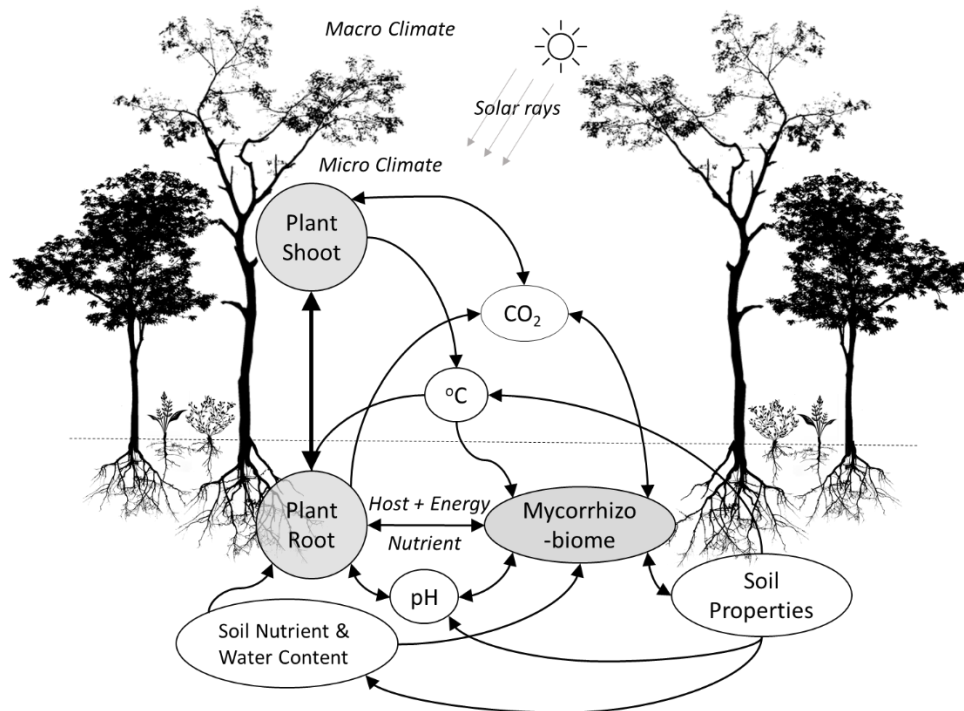 Macro Climate
Solar rays
Micro Climate
Plant
Shoot
CO₂
°C
Plant
Root
Host + Energy
Nutrient
Mycorrhizo
-biome
pH
Soil
Properties
Soil Nutrient &
Water Content